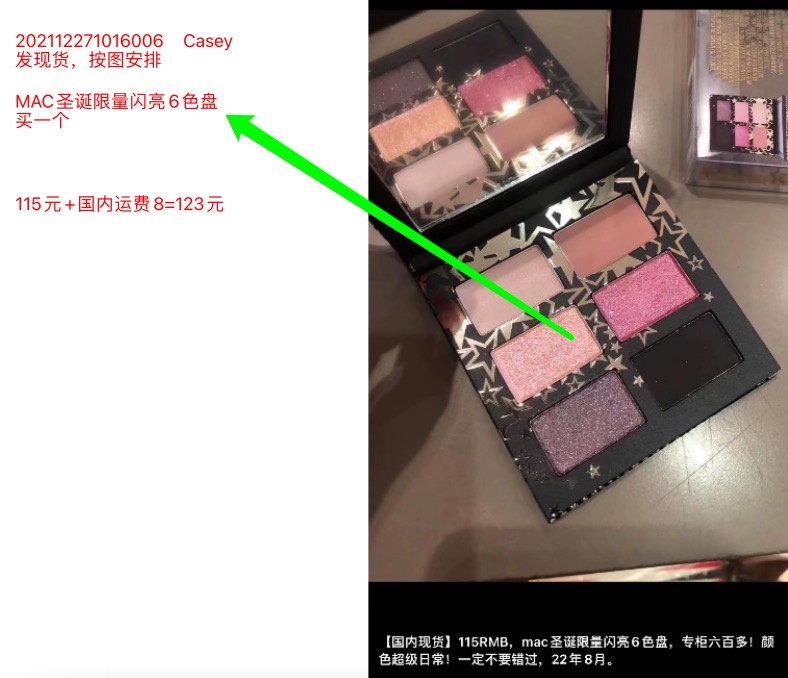 202112271016006 Casey
发现货，按图安排
MAC圣诞限量闪亮6色盘
买一个
115元+国内运费8=123元
【国内现货】115RMB，mac圣诞限量闪亮6色盘，专柜六百多！颜
色超级日常！一定不要错过，22年8月。